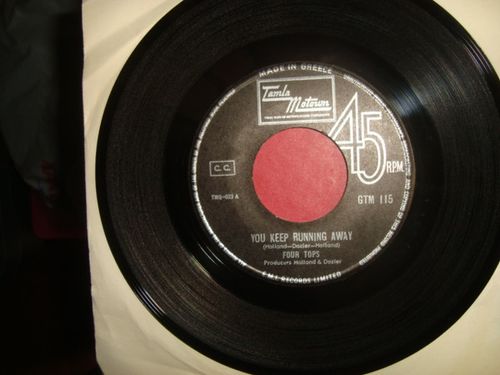 MADE IN GREECE
Tamla
Motown
45
R.P.M.
C.C.
GTM 115
YOU KEEP RUNNING AWAY
(Holland—Dozier—Holland)
FOUR TOPS
Producers Holland & Dozier
E.M.I. RECORDS LIMITED